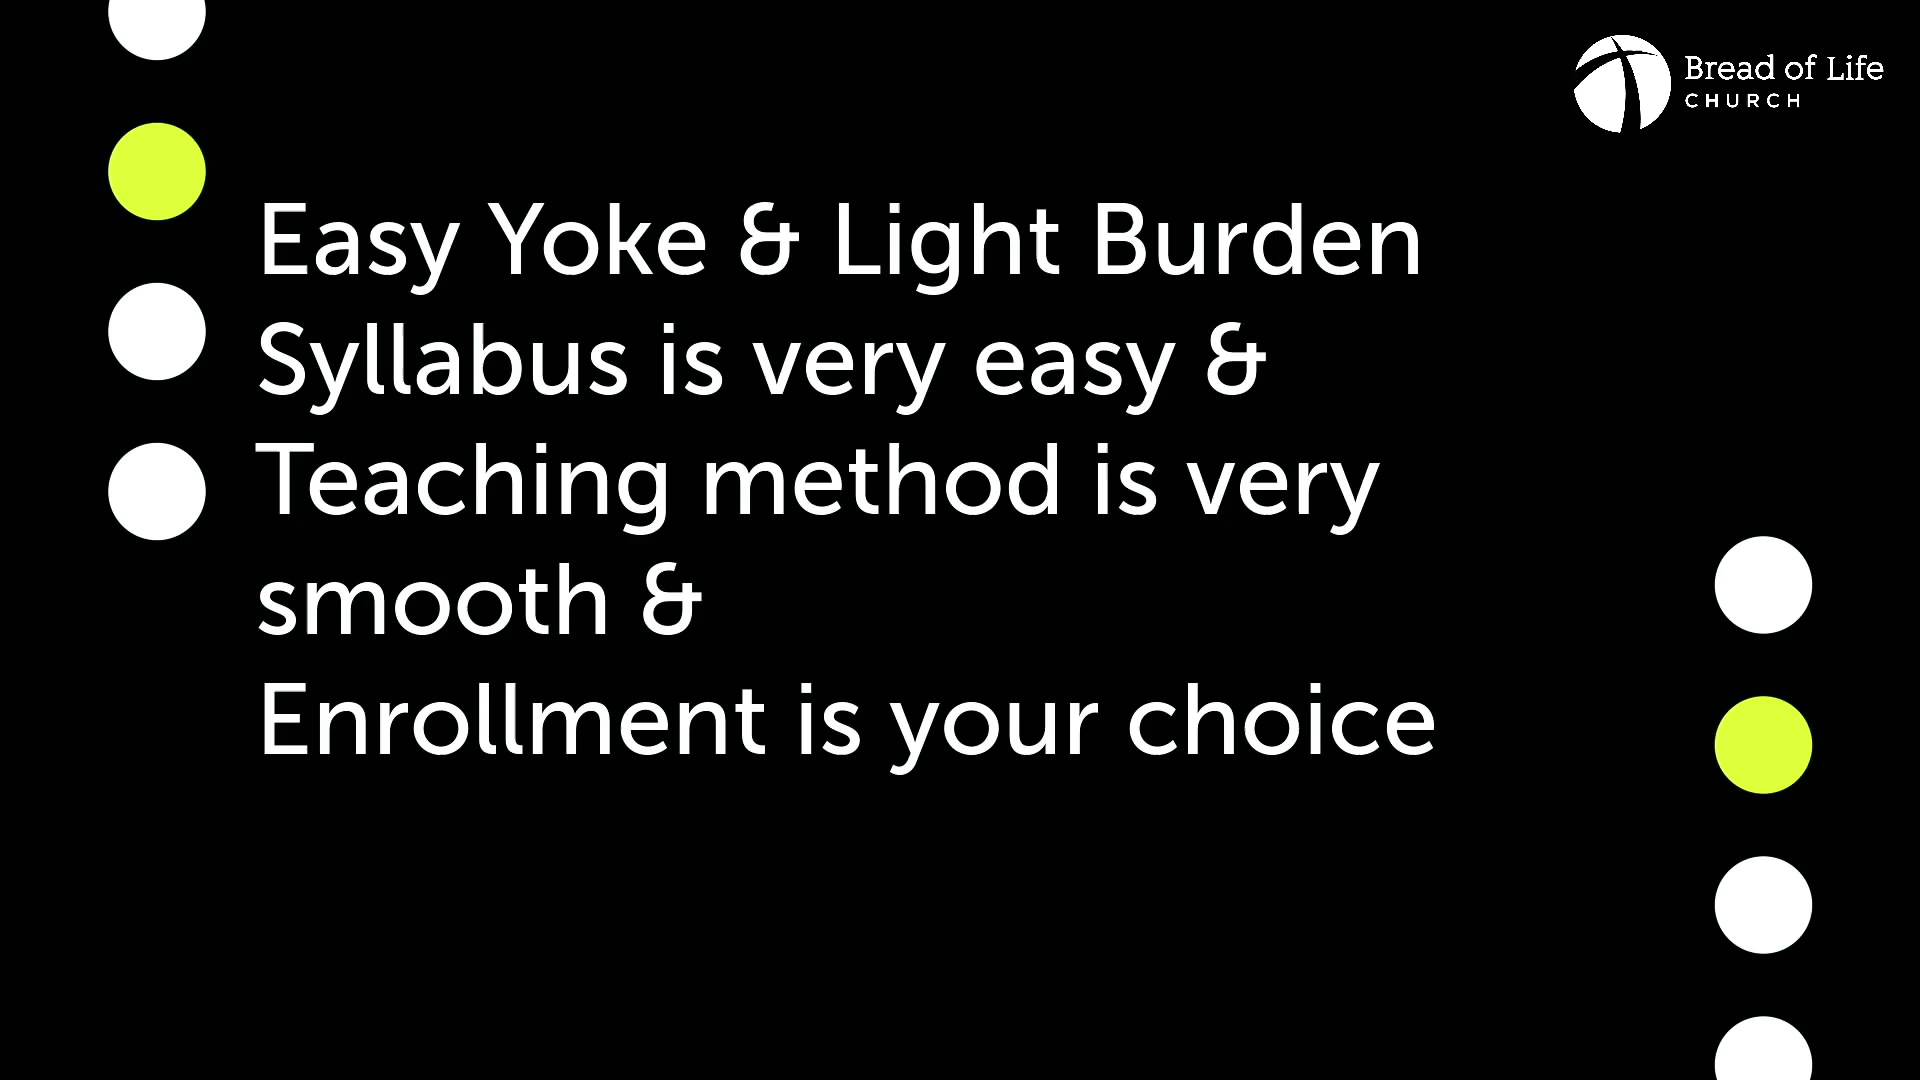 Bread of Life
CHURCH
Easy Yoke & Light Burden
Syllabus is very easy &
Teaching method is very
smooth &
Enrollment is your choice